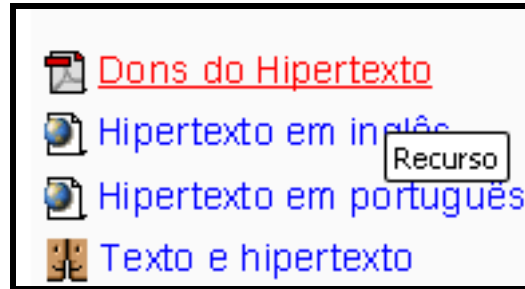 Dons do Hipertexto
Hipertexto em inglês
Recurso
Hipertexto em português
Texto e hipertexto